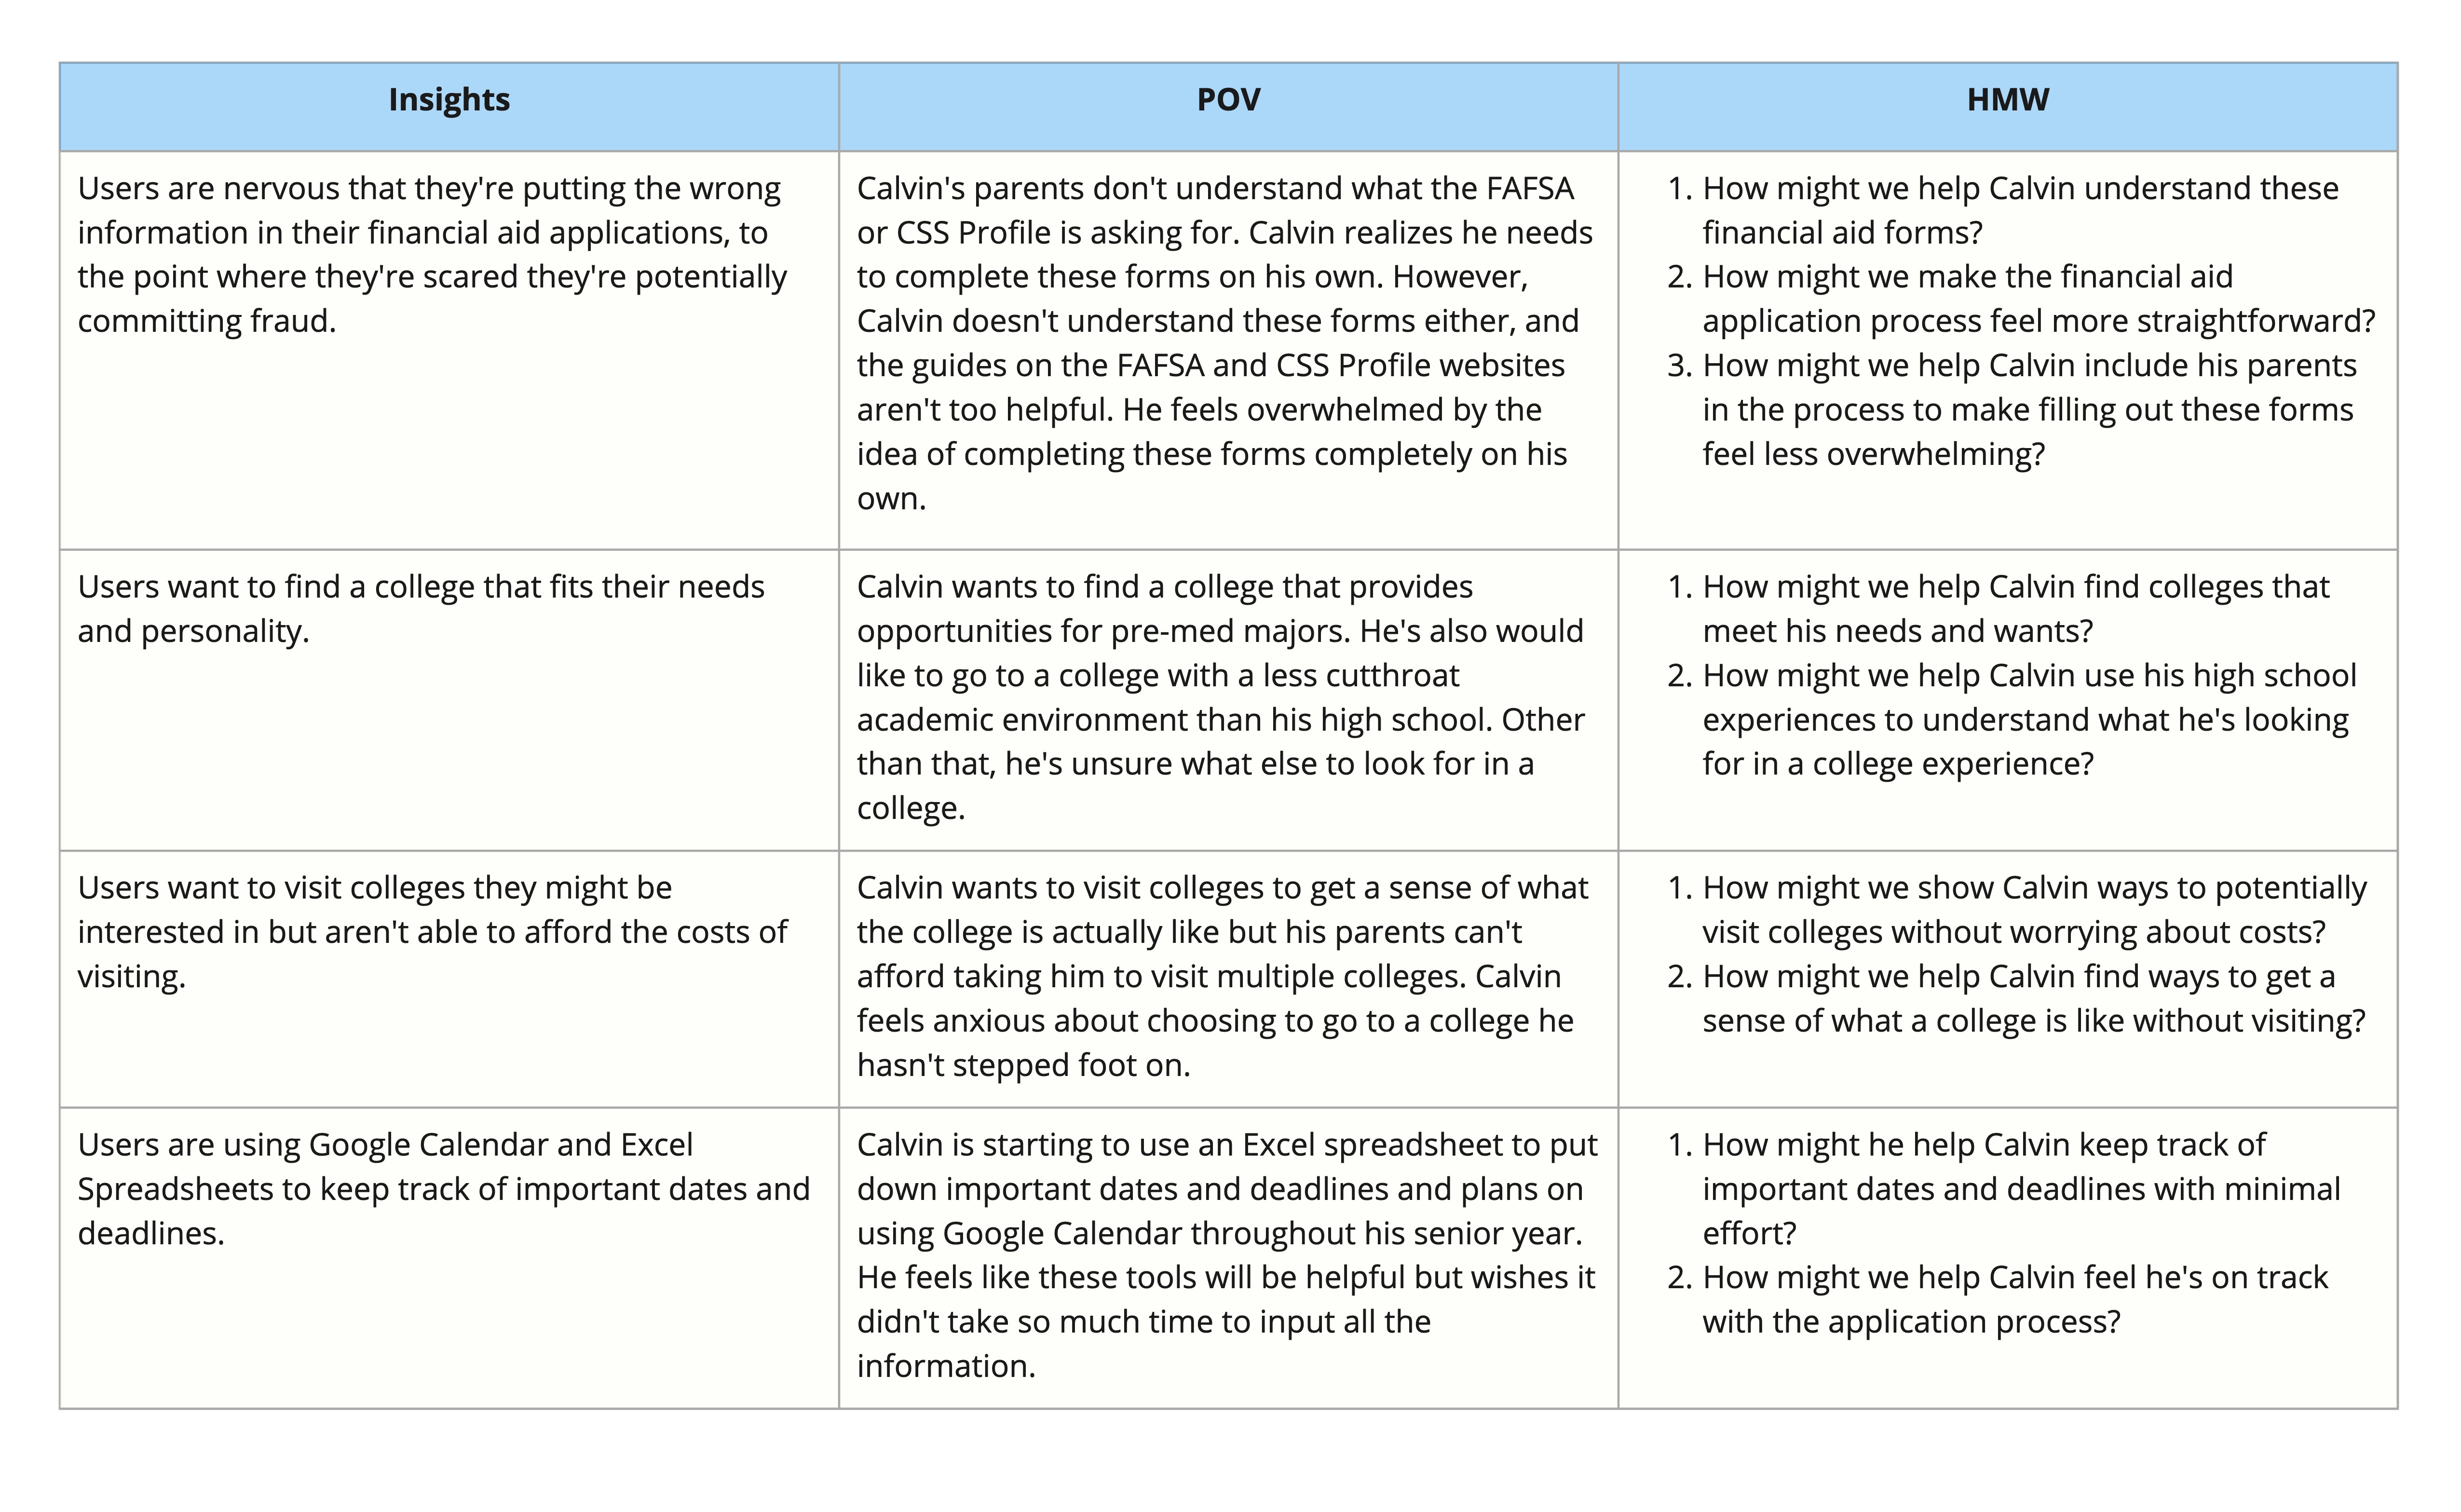 Insights
POV
HMW
Users are nervous that they're putting the wrong
information in their financial aid applications, to
the point where they're scared they're potentially
committing fraud.
Calvin's parents don't understand what the FAFSA
or CSS Profile is asking for. Calvin realizes he needs
to complete these forms on his own. However,
Calvin doesn't understand these forms either, and
the guides on the FAFSA and CSS Profile websites
aren't too helpful. He feels overwhelmed by the
idea of completing these forms completely on his
own.
1. How might we help Calvin understand these
financial aid forms?
2. How might we make the financial aid
application process feel more straightforward?
3. How might we help Calvin include his parents
in the process to make filling out these forms
feel less overwhelming?
Users want to find a college that fits their needs
and personality.
Calvin wants to find a college that provides
opportunities for pre-med majors. He's also would
like to go to a college with a less cutthroat
academic environment than his high school. Other
than that, he's unsure what else to look for in a
college.
1. How might we help Calvin find colleges that
meet his needs and wants?
2. How might we help Calvin use his high school
experiences to understand what he's looking
for in a college experience?
Users want to visit colleges they might be
interested in but aren't able to afford the costs of
visiting.
Calvin wants to visit colleges to get a sense of what
the college is actually like but his parents can't
afford taking him to visit multiple colleges. Calvin
feels anxious about choosing to go to a college he
hasn't stepped foot on.
1. How might we show Calvin ways to potentially
visit colleges without worrying about costs?
2. How might we help Calvin find ways to get a
sense of what a college is like without visiting?
Users are using Google Calendar and Excel
Spreadsheets to keep track of important dates and
deadlines.
Calvin is starting to use an Excel spreadsheet to put
down important dates and deadlines and plans on
using Google Calendar throughout his senior year.
He feels like these tools will be helpful but wishes it
didn't take so much time to input all the
information.
1. How might he help Calvin keep track of
important dates and deadlines with minimal
effort?
2. How might we help Calvin feel he's on track
with the application process?